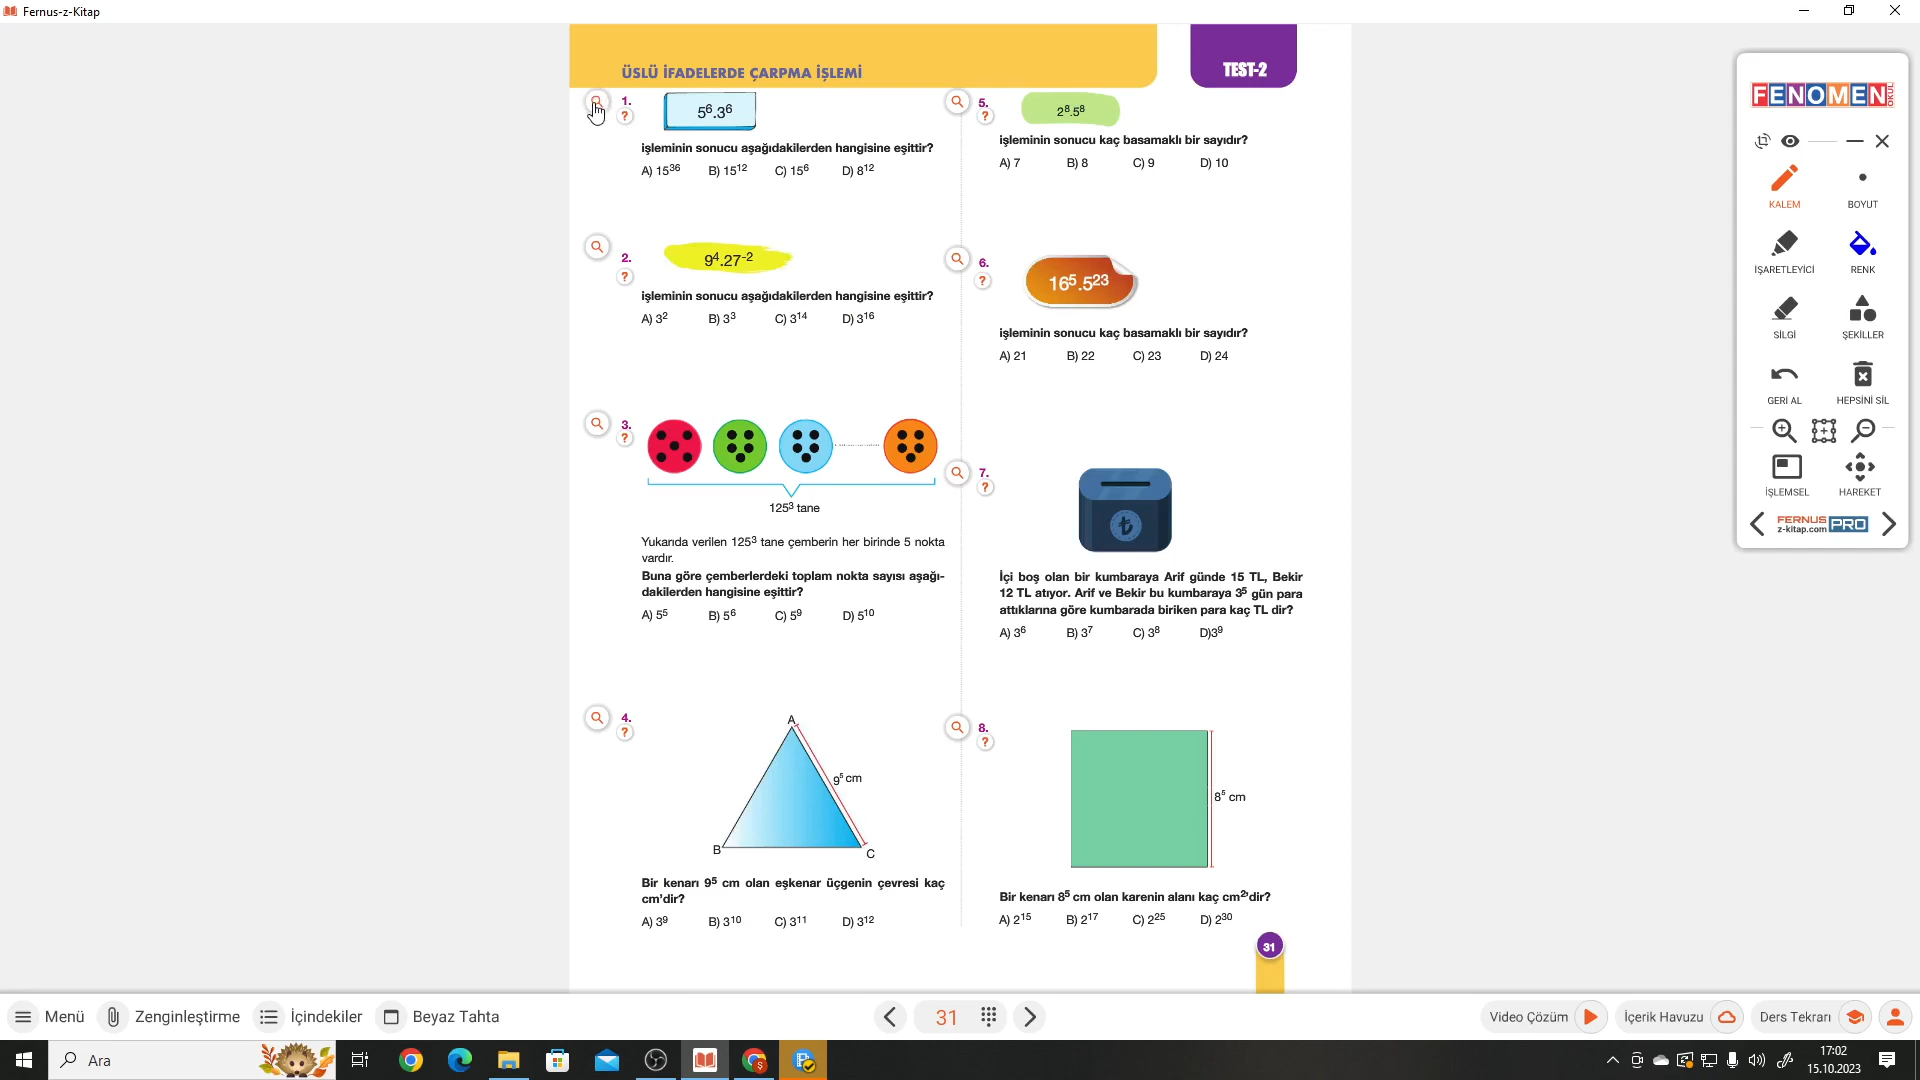 Fernus-z-Kitap
ÜSLÜ İFADELERDE ÇARPMA İŞLEMİ
TEST-2
1.
?
5⁶.3⁶
işleminin sonucu aşağıdakilerden hangisine eşittir?
A) 15³⁶ B) 15¹² C) 15⁶ D) 8¹²
2.
?
9⁴.27⁻²
işleminin sonucu aşağıdakilerden hangisine eşittir?
A) 3² B) 3³ C) 3¹⁴ D) 3¹⁶
3.
?
125³ tane
Yukarıda verilen 125³ tane çemberin her birinde 5 nokta
vardır.
Buna göre çemberlerdeki toplam nokta sayısı aşağı-
dakilerden hangisine eşittir?
A) 5⁵ B) 5⁶ C) 5⁹ D) 5¹⁰
4.
?
A
9⁵ cm
B
C
Bir kenarı 9⁵ cm olan eşkenar üçgenin çevresi kaç
cm'dir?
A) 3⁹ B) 3¹⁰ C) 3¹¹ D) 3¹²
5.
?
2⁸.5⁸
işleminin sonucu kaç basamaklı bir sayıdır?
A) 7 B) 8 C) 9 D) 10
6.
?
16⁵.5²³
işleminin sonucu kaç basamaklı bir sayıdır?
A) 21 B) 22 C) 23 D) 24
7.
?
₺
İçi boş olan bir kumbaraya Arif günde 15 TL, Bekir
12 TL atıyor. Arif ve Bekir bu kumbaraya 3⁵ gün para
attıklarına göre kumbarada biriken para kaç TL dir?
A) 3⁶ B) 3⁷ C) 3⁸ D)3⁹
8.
?
8⁵ cm
Bir kenarı 8⁵ cm olan karenin alanı kaç cm²'dir?
A) 2¹⁵ B) 2¹⁷ C) 2²⁵ D) 2³⁰
31
FENOMEN OKUL
KALEM BOYUT
İŞARETLEYİCİ RENK
SİLGİ ŞEKİLLER
GERİ AL HEPSİNİ SİL
İŞLEMSEL HAREKET
FERNUS PRO
z-kitap.com
Menü Zenginleştirme İçindekiler Beyaz Tahta
31
Video Çözüm İçerik Havuzu Ders Tekrarı
Ara
17:02
15.10.2023